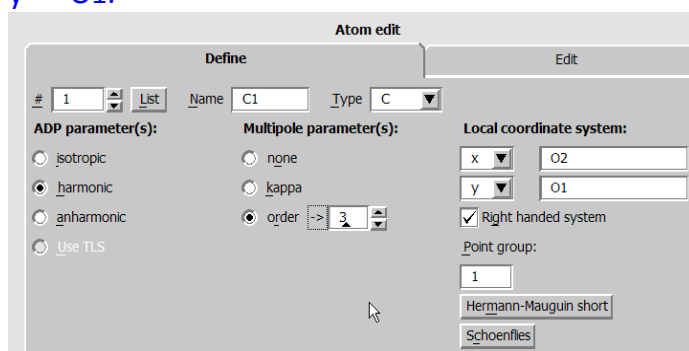 Atom edit
Define Edit
# 1 List Name C1 Type C
ADP parameter(s): Multipole parameter(s): Local coordinate system:
isotropic none x O2
harmonic kappa y O1
anharmonic order -> 3 Right handed system
Use TLS Point group:
1
Hermann-Mauguin short
Schoenflies